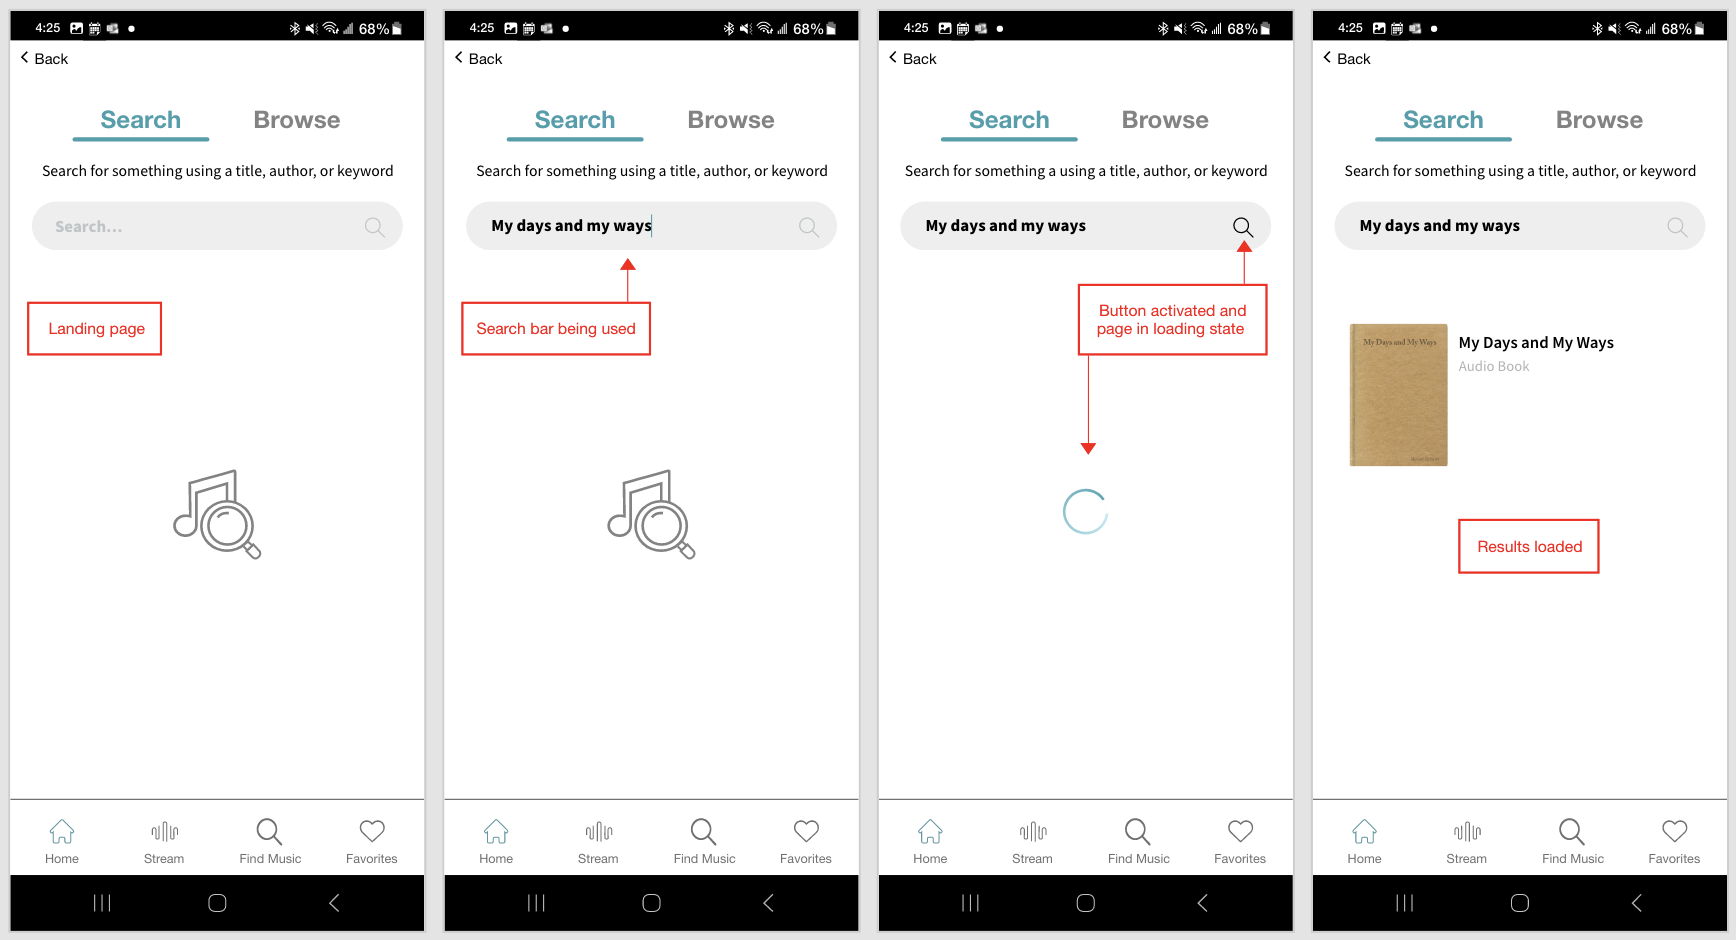 4:25
68%
Back
Search Browse
Search for something using a title, author, or keyword
Search...
Landing page
Home Stream Find Music Favorites
4:25
68%
Back
Search Browse
Search for something using a title, author, or keyword
My days and my ways
Search bar being used
Home Stream Find Music Favorites
4:25
68%
Back
Search Browse
Search for something a using a title, author, or keyword
My days and my ways
Button activated and
page in loading state
Home Stream Find Music Favorites
4:25
68%
Back
Search Browse
Search for something using a title, author, or keyword
My days and my ways
My Days and My Ways
My Days and My Ways
Audio Book
Results loaded
Home Stream Find Music Favorites